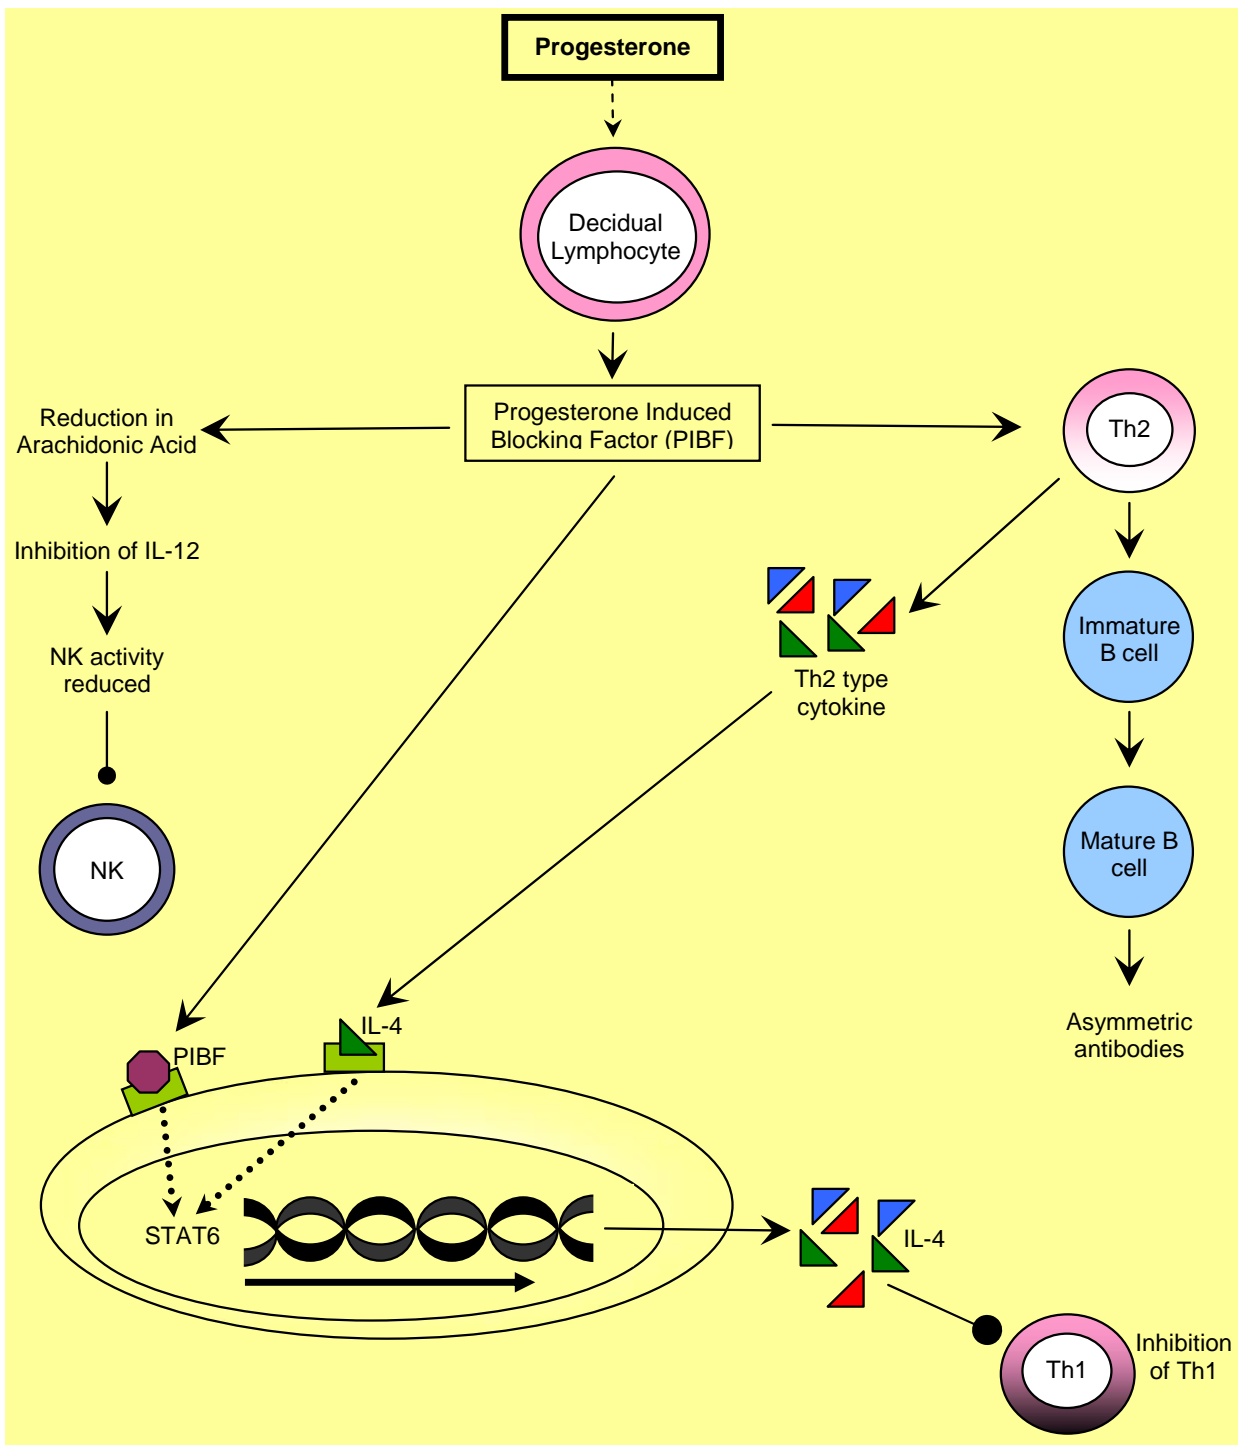 Progesterone
Decidual
Lymphocyte
Progesterone Induced
Blocking Factor (PIBF)
Reduction in
Arachidonic Acid
Th2
Inhibition of IL-12
Immature
B cell
NK activity
reduced
Th2 type
cytokine
Mature B
cell
NK
Asymmetric
antibodies
IL-4
PIBF
STAT6
IL-4
Th1
Inhibition
of Th1